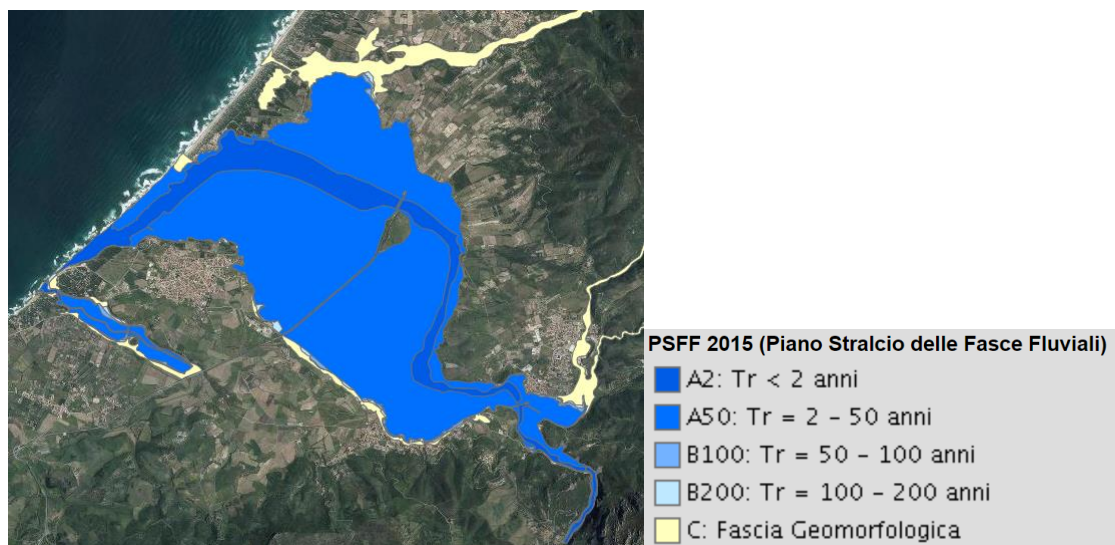 PSFF 2015 (Piano Stralcio delle Fasce Fluviali)
A2: Tr < 2 anni
A50: Tr = 2 – 50 anni
B100: Tr = 50 – 100 anni
B200: Tr = 100 – 200 anni
C: Fascia Geomorfologica